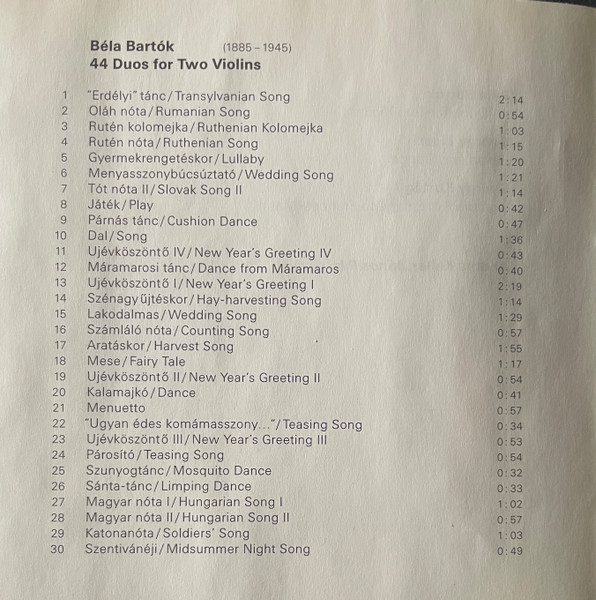 Béla Bartók (1885 – 1945)
44 Duos for Two Violins
1 "Erdélyi" tánc / Transylvanian Song 2:14
2 Oláh nóta / Rumanian Song 0:54
3 Rutén kolomejka / Ruthenian Kolomejka 1:03
4 Rutén nóta / Ruthenian Song 1:15
5 Gyermekrengetéskor / Lullaby 1:20
6 Menyasszonybúcsúztató / Wedding Song 1:21
7 Tót nóta II / Slovak Song II 1:14
8 Játék / Play 0:42
9 Párnás tánc / Cushion Dance 0:47
10 Dal / Song 1:36
11 Ujévköszöntő IV / New Year's Greeting IV 0:43
12 Máramarosi tánc / Dance from Máramaros 0:40
13 Ujévköszöntő I / New Year's Greeting I 2:19
14 Szénagyűjtéskor / Hay-harvesting Song 1:14
15 Lakodalmas / Wedding Song 1:29
16 Számláló nóta / Counting Song 0:57
17 Aratáskor / Harvest Song 1:55
18 Mese / Fairy Tale 1:17
19 Ujévköszöntő II / New Year's Greeting II 0:54
20 Kalamajkó / Dance 0:41
21 Menuetto 0:57
22 "Ugyan édes komámasszony..." / Teasing Song 0:34
23 Ujévköszöntő III / New Year's Greeting III 0:53
24 Párosító / Teasing Song 0:54
25 Szunyogtánc / Mosquito Dance 0:32
26 Sánta-tánc / Limping Dance 0:33
27 Magyar nóta I / Hungarian Song I 1:02
28 Magyar nóta II / Hungarian Song II 0:57
29 Katonanóta / Soldiers' Song 1:03
30 Szentivánéji / Midsummer Night Song 0:49